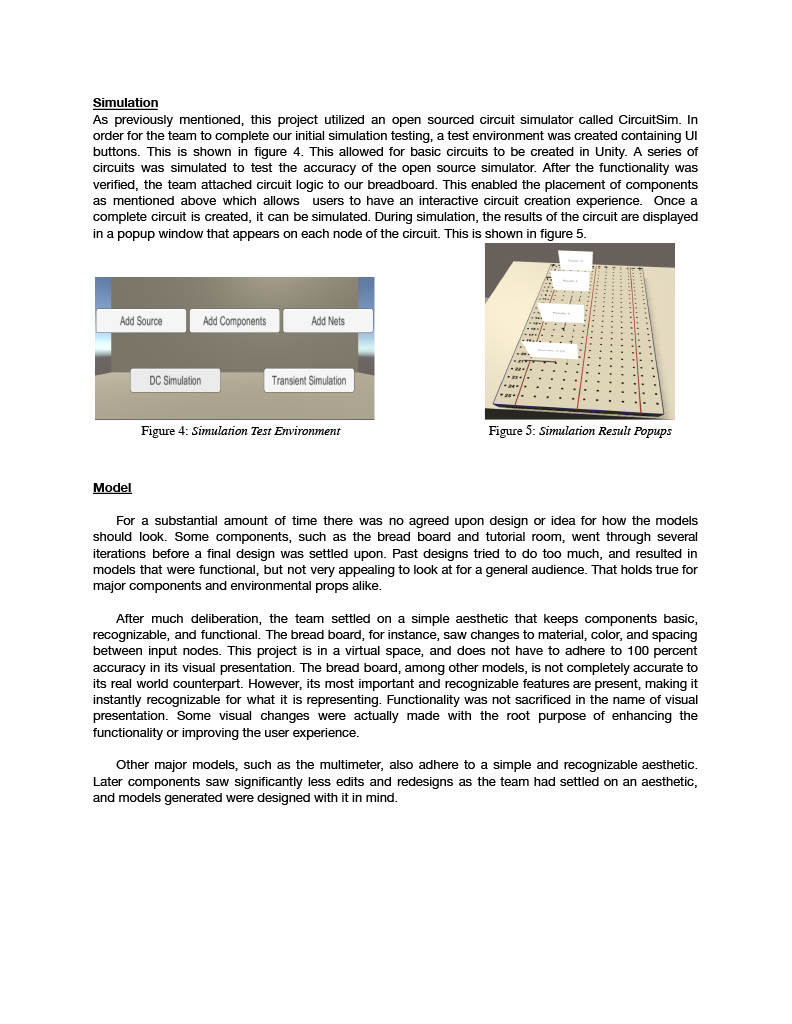 Simulation
As previously mentioned, this project utilized an open sourced circuit simulator called CircuitSim. In
order for the team to complete our initial simulation testing, a test environment was created containing UI
buttons. This is shown in figure 4. This allowed for basic circuits to be created in Unity. A series of
circuits was simulated to test the accuracy of the open source simulator. After the functionality was
verified, the team attached circuit logic to our breadboard. This enabled the placement of components
as mentioned above which allows users to have an interactive circuit creation experience. Once a
complete circuit is created, it can be simulated. During simulation, the results of the circuit are displayed
in a popup window that appears on each node of the circuit. This is shown in figure 5.
Add Source Add Components Add Nets
DC Simulation Transient Simulation
Figure 4: Simulation Test Environment
Figure 5: Simulation Result Popups
Model
For a substantial amount of time there was no agreed upon design or idea for how the models
should look. Some components, such as the bread board and tutorial room, went through several
iterations before a final design was settled upon. Past designs tried to do too much, and resulted in
models that were functional, but not very appealing to look at for a general audience. That holds true for
major components and environmental props alike.
After much deliberation, the team settled on a simple aesthetic that keeps components basic,
recognizable, and functional. The bread board, for instance, saw changes to material, color, and spacing
between input nodes. This project is in a virtual space, and does not have to adhere to 100 percent
accuracy in its visual presentation. The bread board, among other models, is not completely accurate to
its real world counterpart. However, its most important and recognizable features are present, making it
instantly recognizable for what it is representing. Functionality was not sacrificed in the name of visual
presentation. Some visual changes were actually made with the root purpose of enhancing the
functionality or improving the user experience.
Other major models, such as the multimeter, also adhere to a simple and recognizable aesthetic.
Later components saw significantly less edits and redesigns as the team had settled on an aesthetic,
and models generated were designed with it in mind.